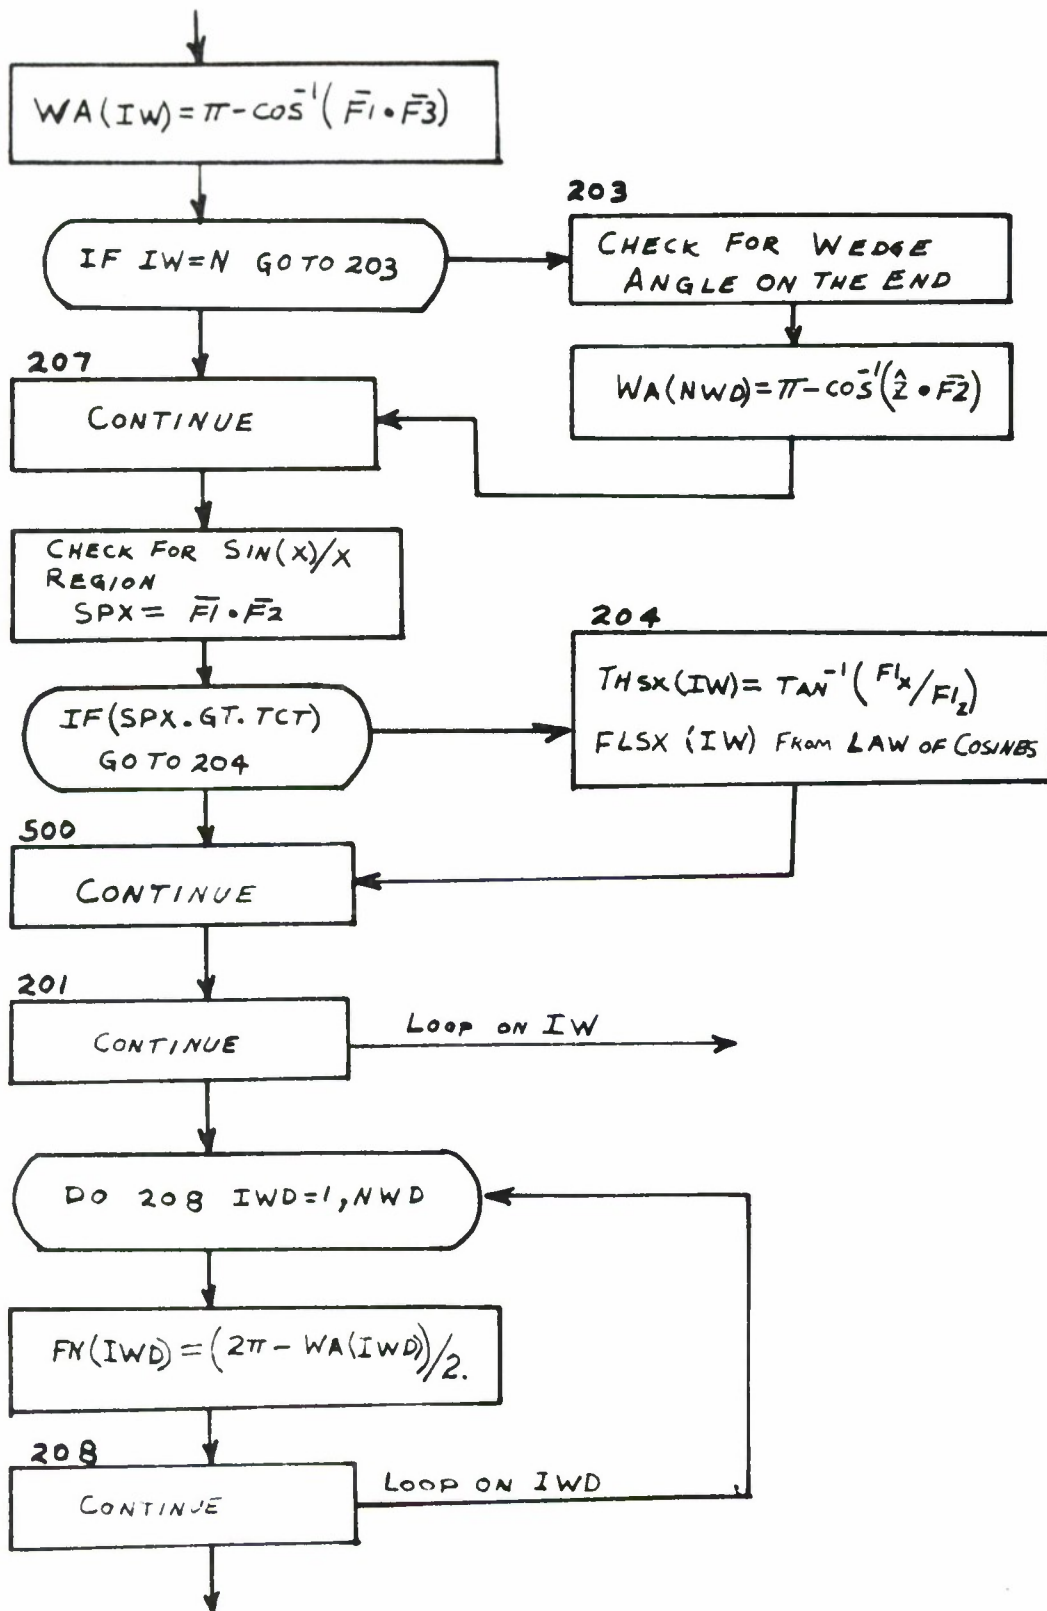 WA(IW) = π - cos⁻¹( F̄1 • F̄3 )
IF IW=N GO TO 203
203
CHECK FOR WEDGE
ANGLE ON THE END
WA(NWD) = π - cos⁻¹( ẑ • F̄2 )
207
CONTINUE
CHECK FOR SIN(X)/X
REGION
SPX = F̄1 • F̄2
IF(SPX.GT.TCT)
GO TO 204
204
THSX(IW) = TAN⁻¹( F1x / F1z )
FLSX (IW) FROM LAW OF COSINES
500
CONTINUE
201
CONTINUE
LOOP ON IW
DO 208 IWD=1,NWD
FN(IWD) = (2π - WA(IWD))/2.
208
CONTINUE
LOOP ON IWD